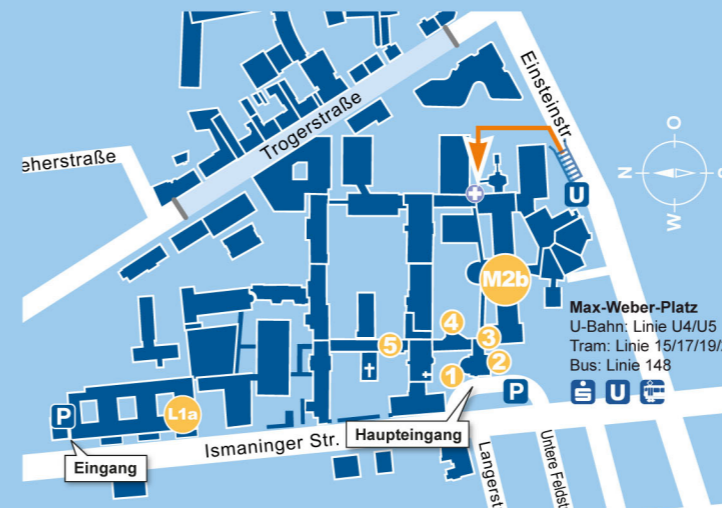 Einsteinstr.
Trogerstraße
eherstraße
O
N
W
U
M2b
Max-Weber-Platz
U-Bahn: Linie U4/U5
Tram: Linie 15/17/19/
Bus: Linie 148
S U
4
3
5
2
1
P
L1a
P
Haupteingang
Ismaninger Str.
Eingang
Langerst
Untere Feldst